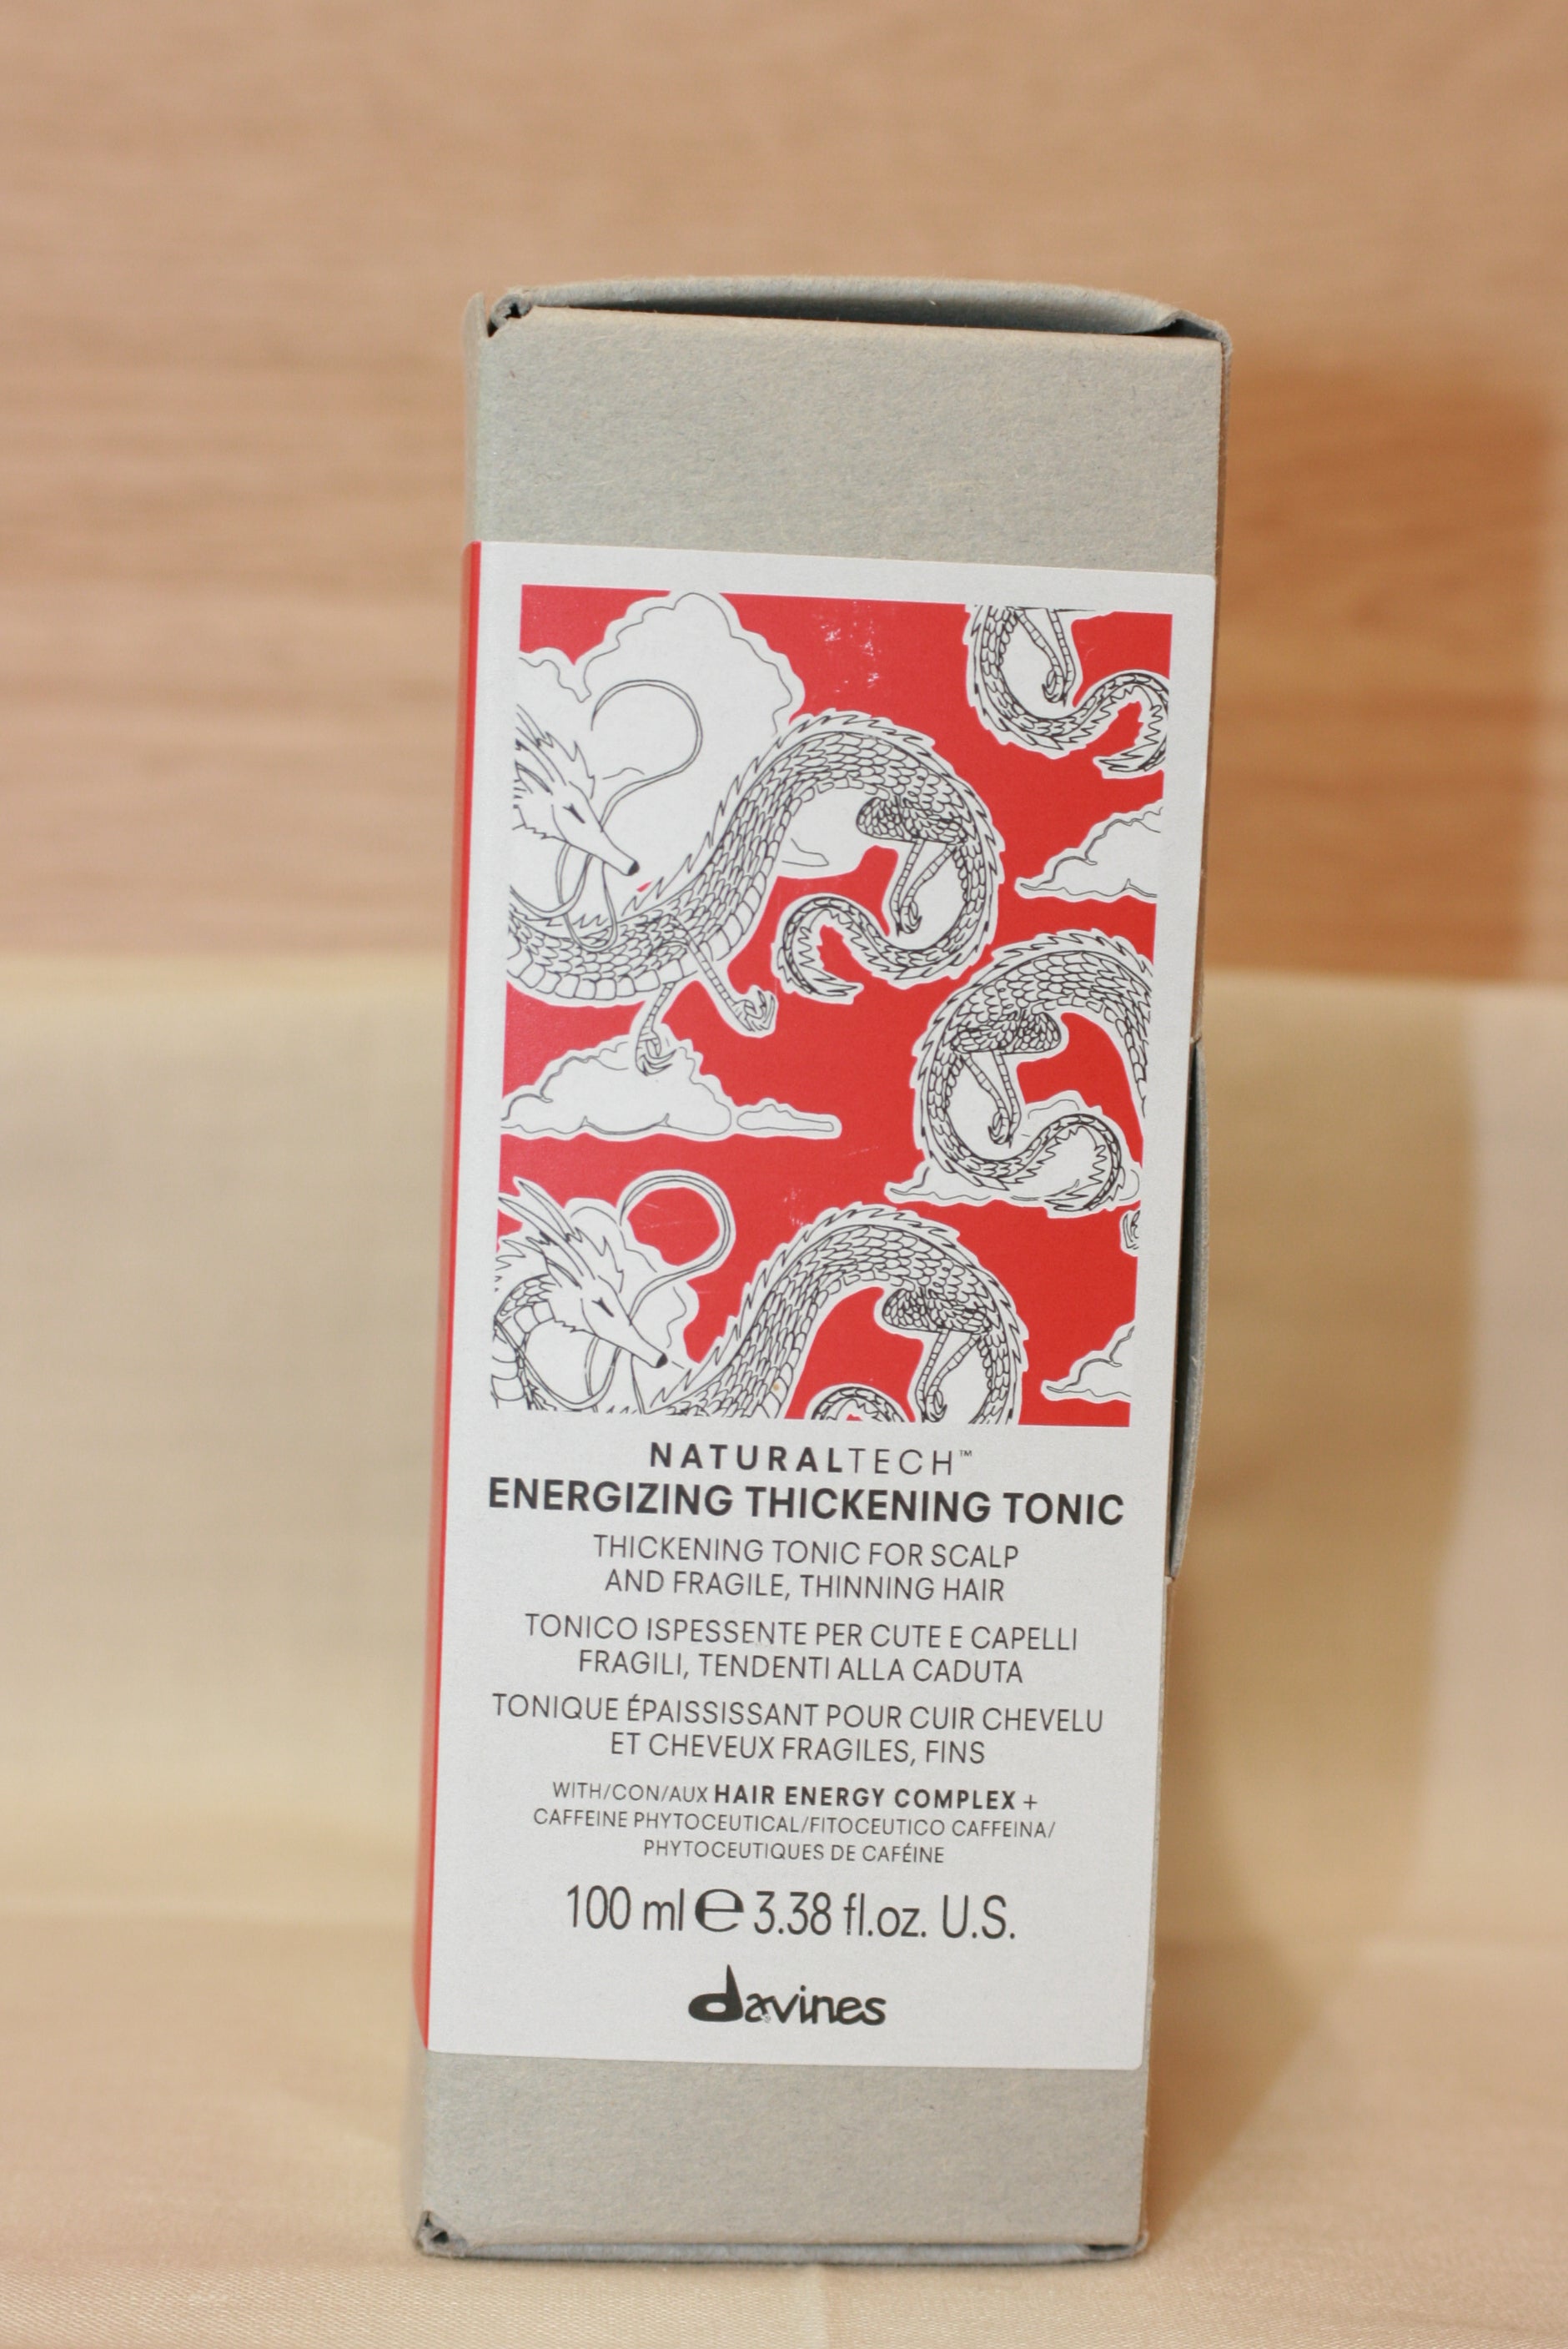 NATURALTECH™
ENERGIZING THICKENING TONIC
THICKENING TONIC FOR SCALP
AND FRAGILE, THINNING HAIR
TONICO ISPESSENTE PER CUTE E CAPELLI
FRAGILI, TENDENTI ALLA CADUTA
TONIQUE ÉPAISSISSANT POUR CUIR CHEVELU
ET CHEVEUX FRAGILES, FINS
WITH/CON/AUX HAIR ENERGY COMPLEX +
CAFFEINE PHYTOCEUTICAL/FITOCEUTICO CAFFEINA/
PHYTOCEUTIQUES DE CAFÉINE
100 ml e 3.38 fl.oz. U.S.
davines